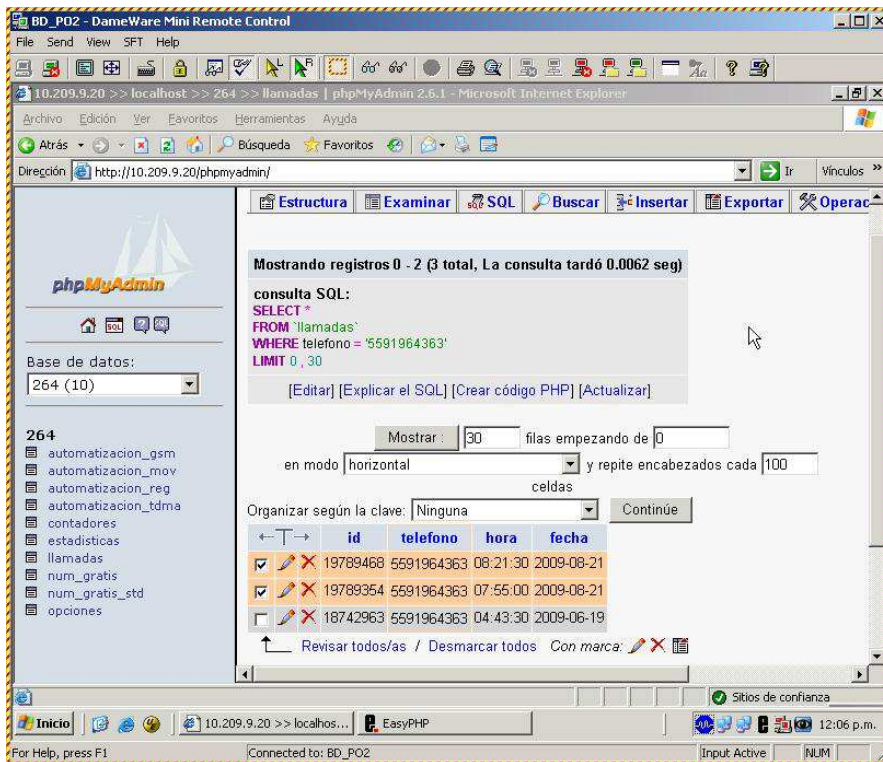 BD_PO2 - DameWare Mini Remote Control
File Send View SFT Help
10.209.9.20 >> localhost >> 264 >> llamadas | phpMyAdmin 2.6.1 - Microsoft Internet Explorer
Archivo Edición Ver Favoritos Herramientas Ayuda
Atrás Búsqueda Favoritos
Dirección http://10.209.9.20/phpmyadmin/ Ir Vínculos »
Estructura Examinar SQL Buscar Insertar Exportar Operac
phpMyAdmin
SQL
Base de datos:
264 (10)
264
automatizacion_gsm
automatizacion_mov
automatizacion_reg
automatizacion_tdma
contadores
estadisticas
llamadas
num_gratis
num_gratis_std
opciones
Mostrando registros 0 - 2 (3 total, La consulta tardó 0.0062 seg)
consulta SQL:
SELECT *
FROM `llamadas`
WHERE telefono = '5591964363'
LIMIT 0 , 30
[Editar] [Explicar el SQL] [Crear código PHP] [Actualizar]
Mostrar : 30 filas empezando de 0
en modo horizontal y repite encabezados cada 100
celdas
Organizar según la clave: Ninguna Continúe
←T→ id telefono hora fecha
19789468 5591964363 08:21:30 2009-08-21
19789354 5591964363 07:55:00 2009-08-21
18742963 5591964363 04:43:30 2009-06-19
Revisar todos/as / Desmarcar todos Con marca:
Sitios de confianza
Inicio 10.209.9.20 >> localhos... EasyPHP 12:06 p.m.
For Help, press F1 Connected to: BD_PO2 Input Active NUM